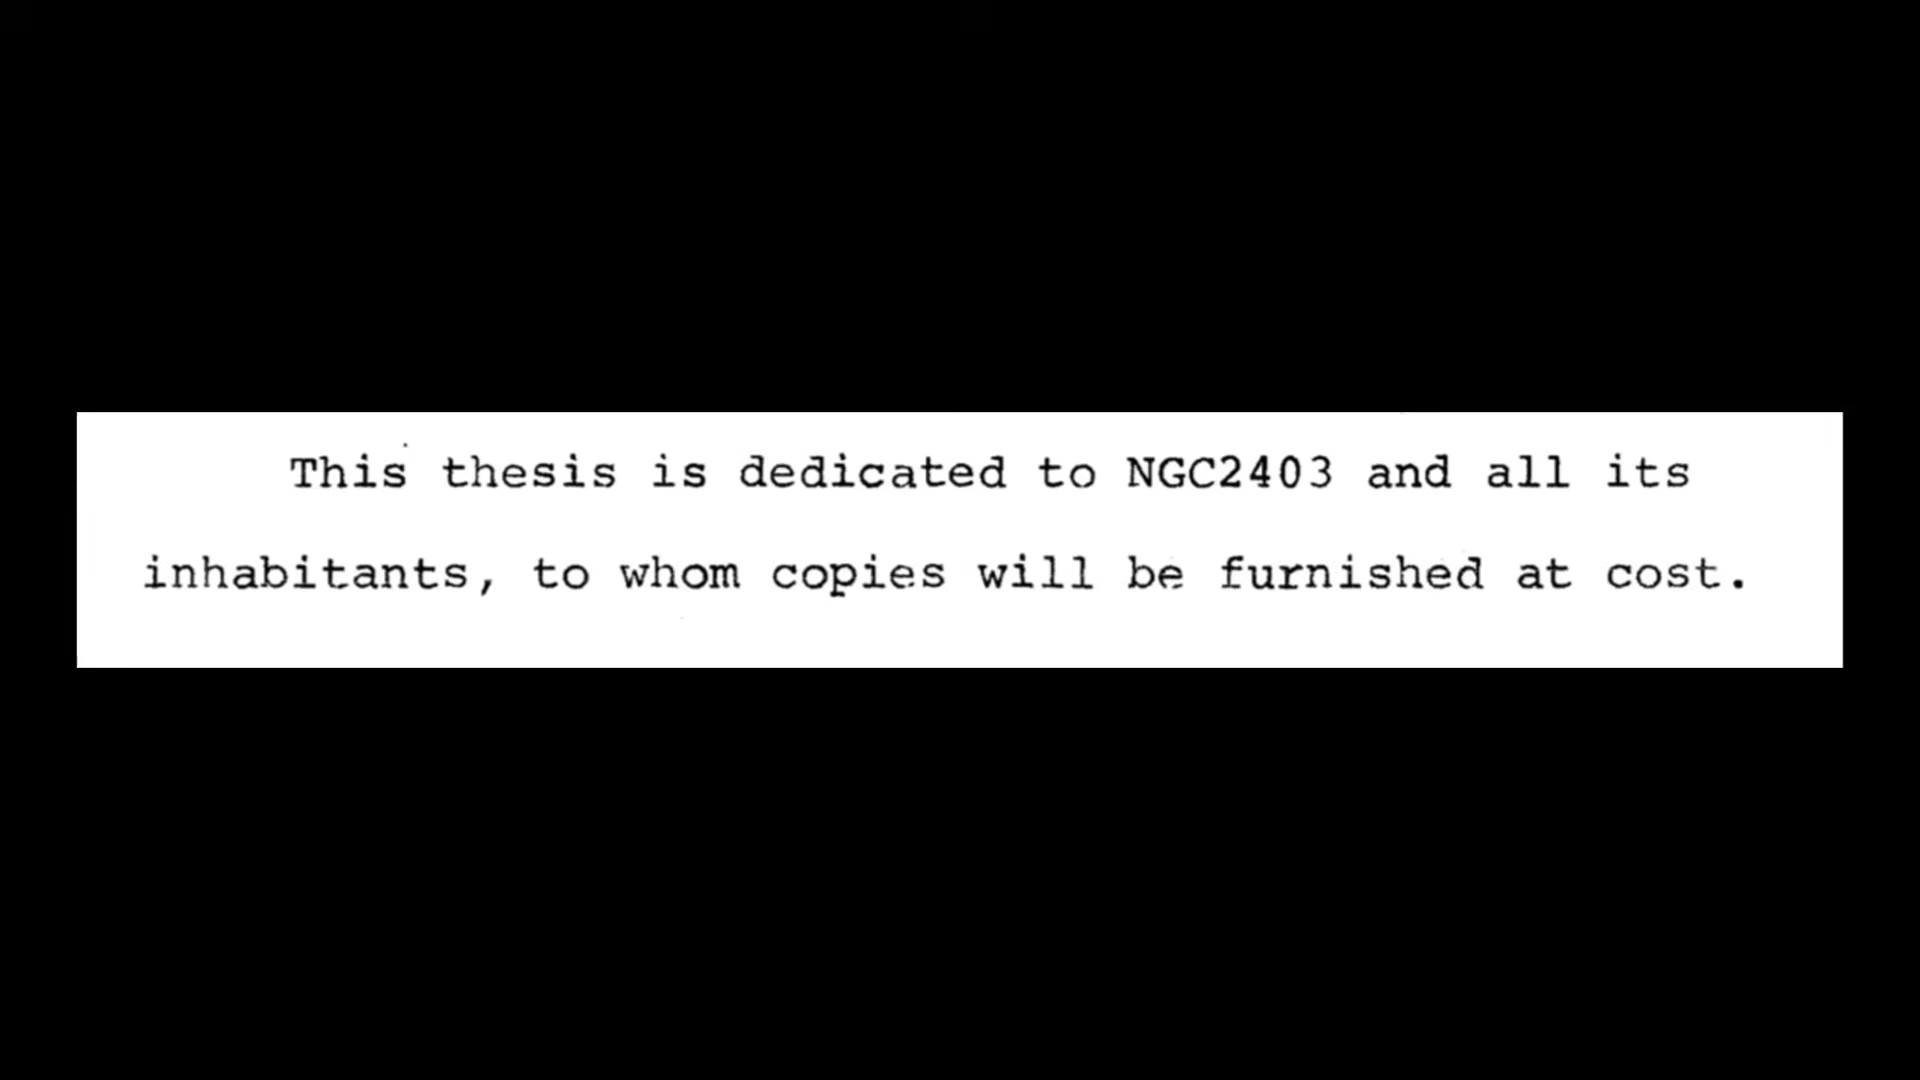 This thesis is dedicated to NGC2403 and all its
inhabitants, to whom copies will be furnished at cost.